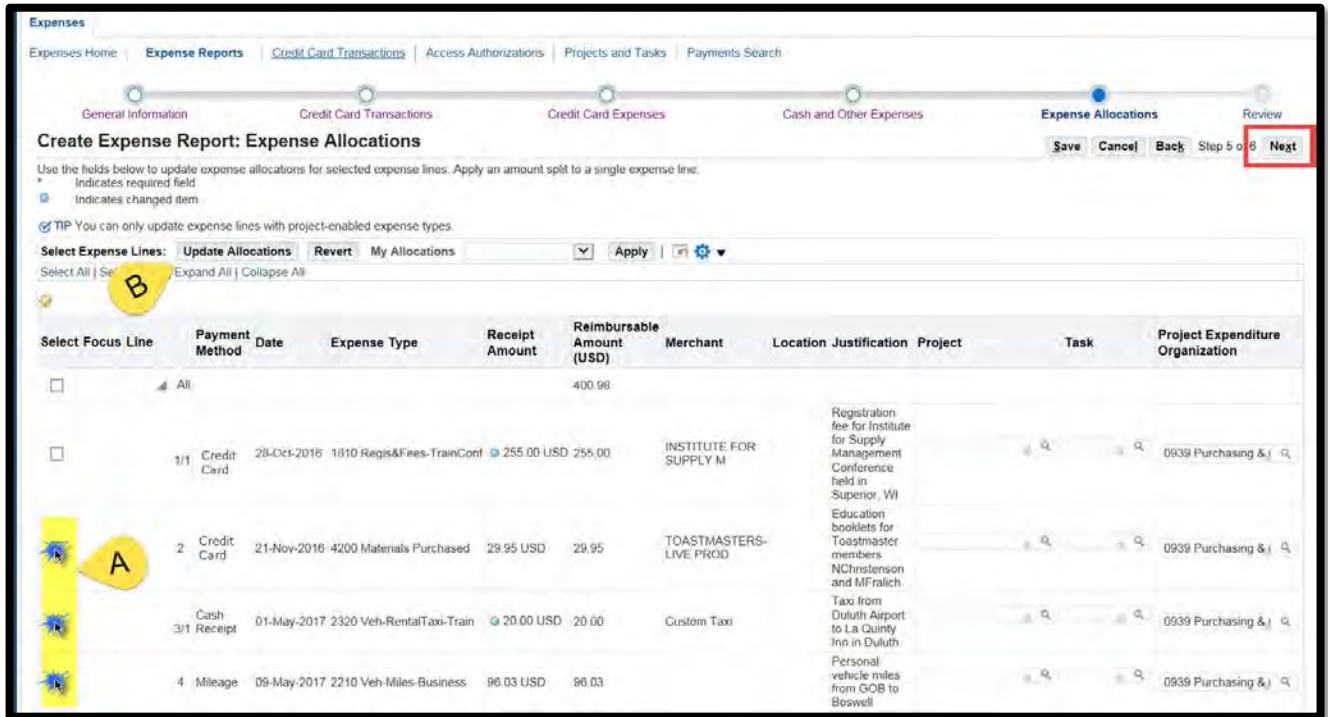 Expenses
Expenses Home | Expense Reports | Credit Card Transactions | Access Authorizations | Projects and Tasks | Payments Search
General Information Credit Card Transactions Credit Card Expenses Cash and Other Expenses Expense Allocations Review
Create Expense Report: Expense Allocations Save Cancel Back Step 5 of 6 Next
Use the fields below to update expense allocations for selected expense lines. Apply an amount split to a single expense line.
* Indicates required field
Indicates changed item
TIP You can only update expense lines with project-enabled expense types.
Select Expense Lines: Update Allocations Revert My Allocations Apply
Select All | Expand All | Collapse All
B
Select Focus Line Payment Method Date Expense Type Receipt Amount Reimbursable Amount (USD) Merchant Location Justification Project Task Project Expenditure Organization
All 400.98
1/1 Credit Card 28-Oct-2016 1810 Regis&Fees-TrainConf 255.00 USD 255.00 INSTITUTE FOR SUPPLY M Registration fee for Institute for Supply Management Conference held in Superior, WI 0939 Purchasing &
2 Credit Card 21-Nov-2016 4200 Materials Purchased 29.95 USD 29.95 TOASTMASTERS-LIVE PROD Education booklets for Toastmaster members NChristenson and MFralich 0939 Purchasing &
A
3/1 Cash Receipt 01-May-2017 2320 Veh-RentalTaxi-Train 20.00 USD 20.00 Custom Taxi Taxi from Duluth Airport to La Quinty Inn in Duluth 0939 Purchasing &
4 Mileage 09-May-2017 2210 Veh-Miles-Business 96.03 USD 96.03 Personal vehicle miles from GOB to Boswell 0939 Purchasing &